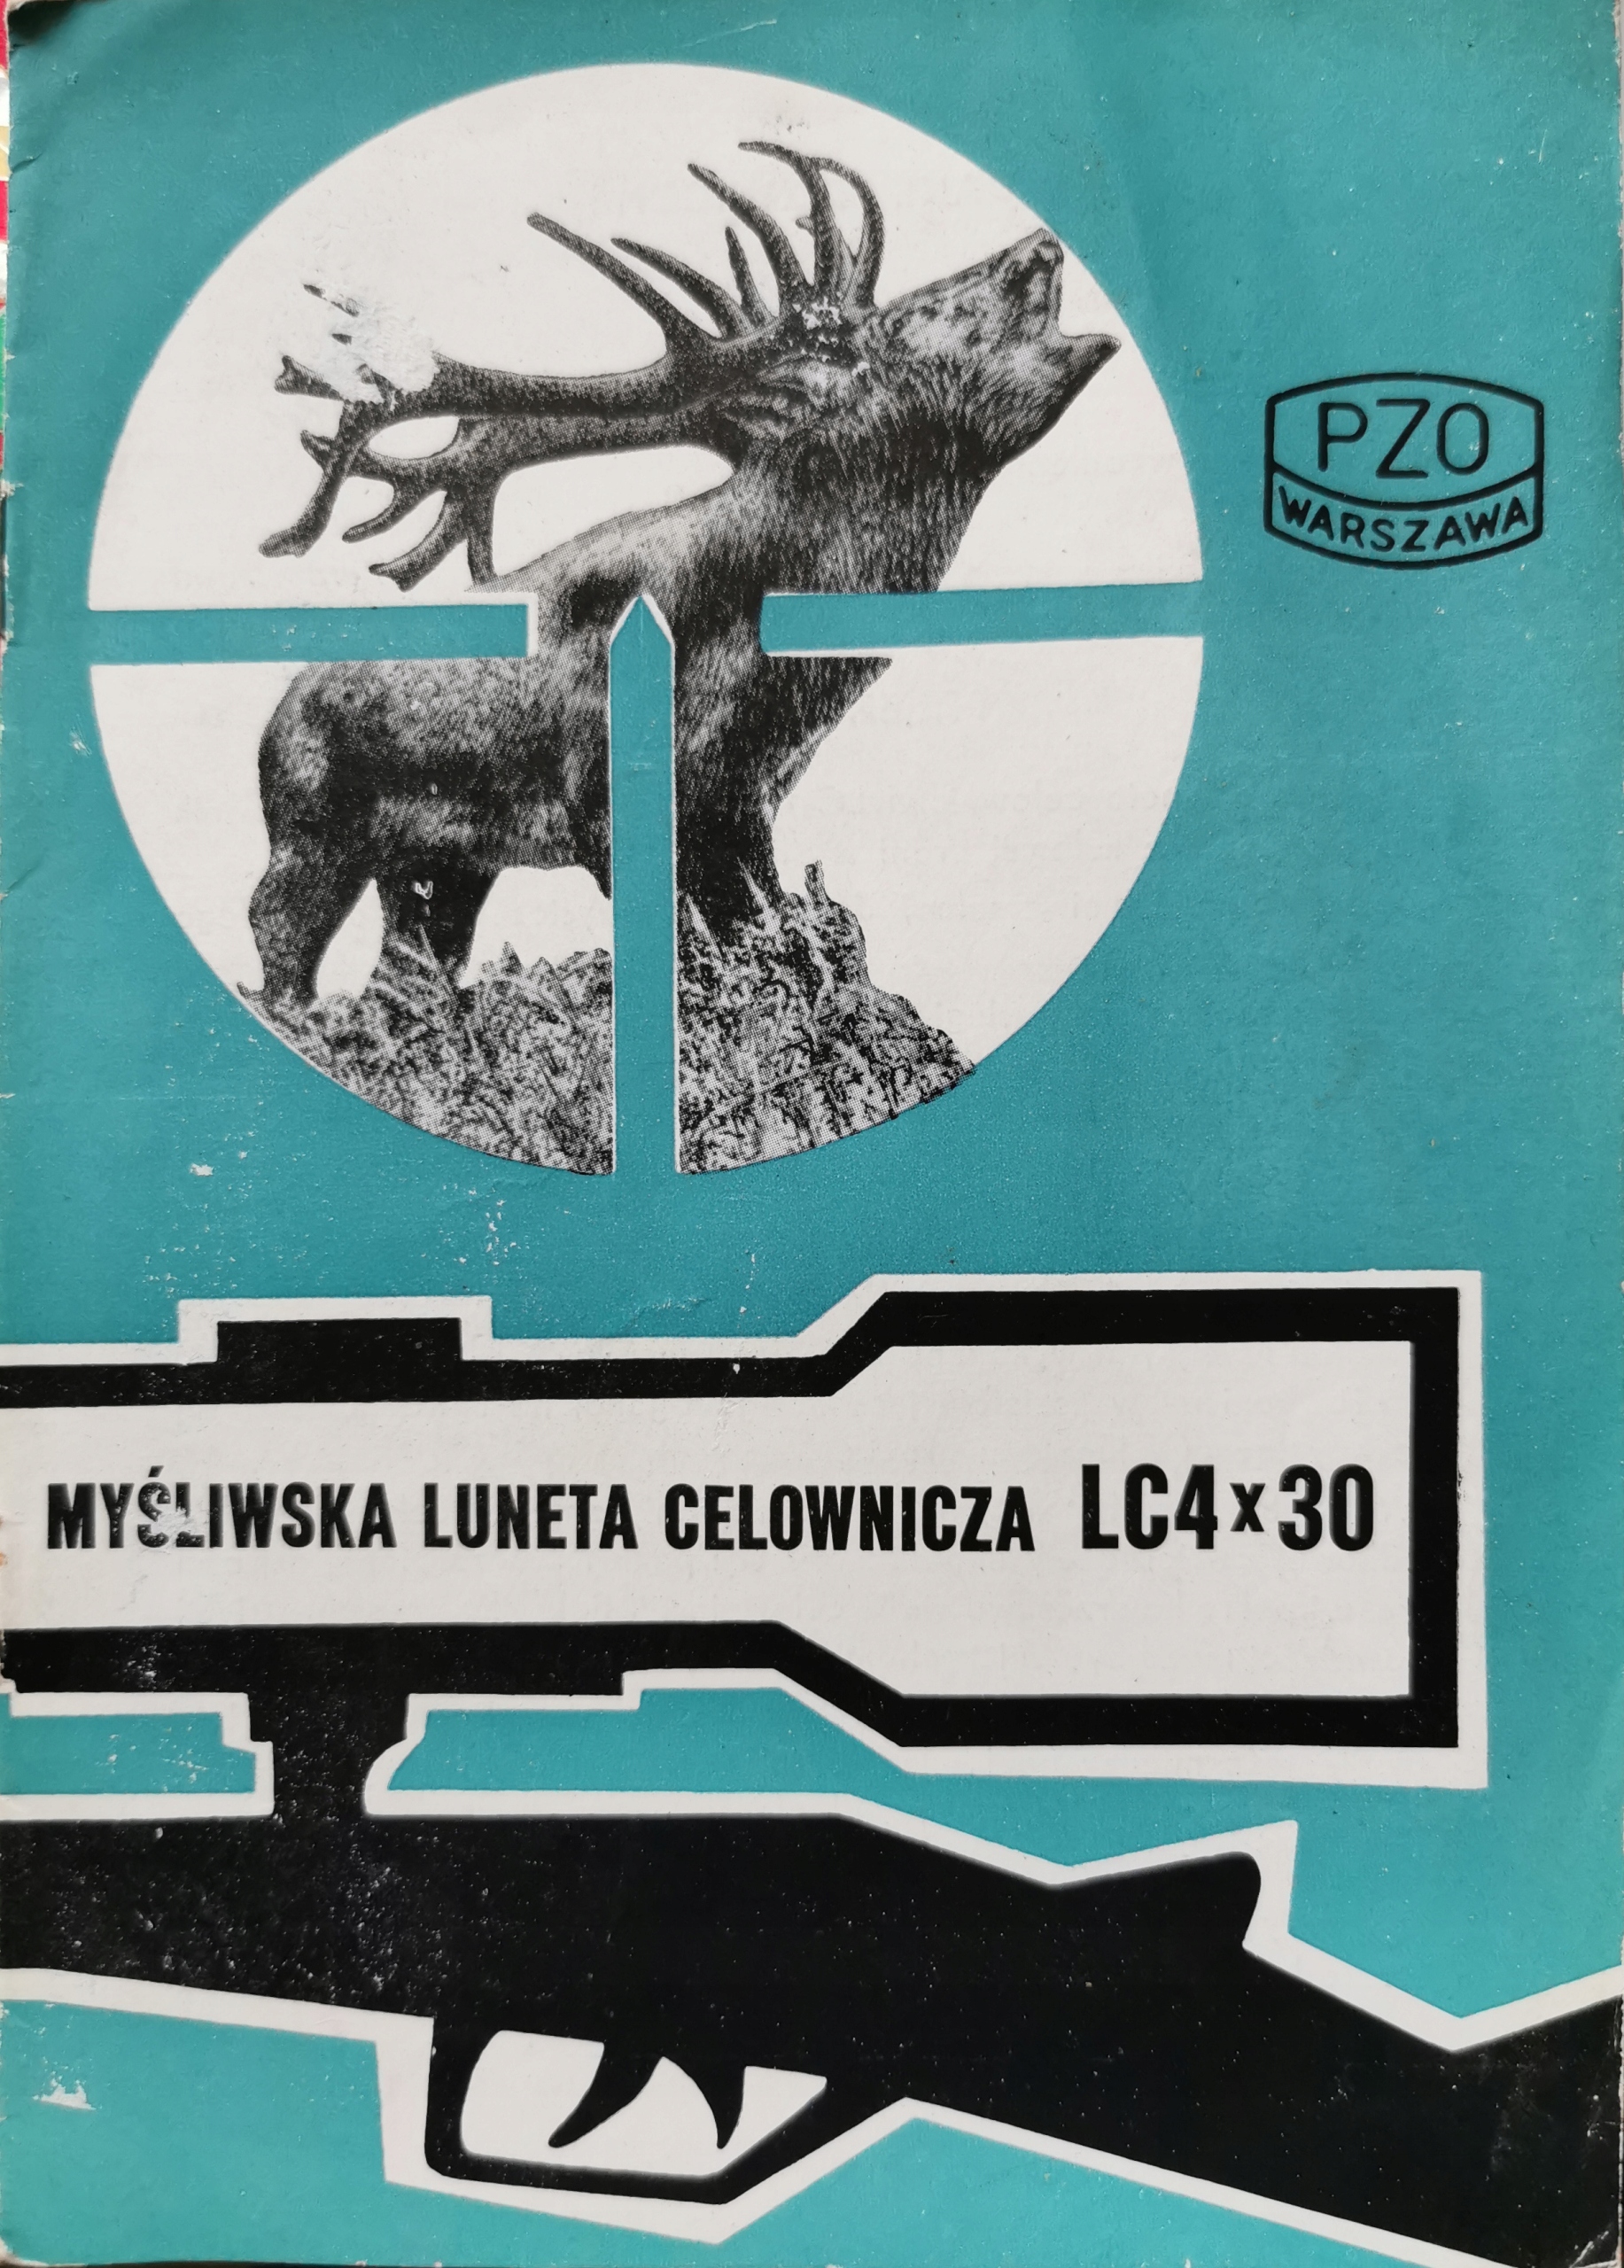 PZO
WARSZAWA
MYŚLIWSKA LUNETA CELOWNICZA LC4x30